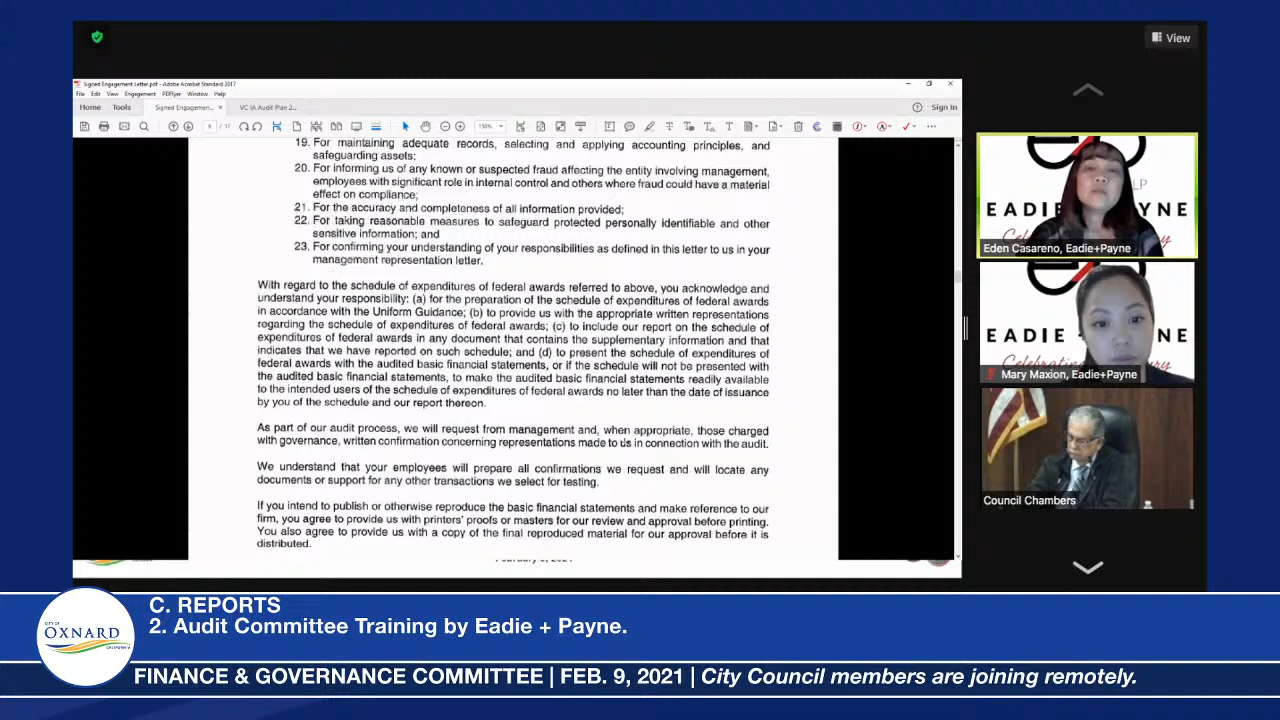 View
Signed Engagement Letter.pdf - Adobe Acrobat Standard 2017
File Edit View Engagement PDFlyer Window Help
Home Tools Signed Engagemen... × VC IA Audit Plan 2... Sign In
/ 17 150%
19. For maintaining adequate records, selecting and applying accounting principles, and
safeguarding assets;
20. For informing us of any known or suspected fraud affecting the entity involving management,
employees with significant role in internal control and others where fraud could have a material
effect on compliance;
21. For the accuracy and completeness of all information provided;
22. For taking reasonable measures to safeguard protected personally identifiable and other
sensitive information; and
23. For confirming your understanding of your responsibilities as defined in this letter to us in your
management representation letter.
With regard to the schedule of expenditures of federal awards referred to above, you acknowledge and
understand your responsibility: (a) for the preparation of the schedule of expenditures of federal awards
in accordance with the Uniform Guidance; (b) to provide us with the appropriate written representations
regarding the schedule of expenditures of federal awards; (c) to include our report on the schedule of
expenditures of federal awards in any document that contains the supplementary information and that
indicates that we have reported on such schedule; and (d) to present the schedule of expenditures of
federal awards with the audited basic financial statements, or if the schedule will not be presented with
the audited basic financial statements, to make the audited basic financial statements readily available
to the intended users of the schedule of expenditures of federal awards no later than the date of issuance
by you of the schedule and our report thereon.
As part of our audit process, we will request from management and, when appropriate, those charged
with governance, written confirmation concerning representations made to us in connection with the audit.
We understand that your employees will prepare all confirmations we request and will locate any
documents or support for any other transactions we select for testing.
If you intend to publish or otherwise reproduce the basic financial statements and make reference to our
firm, you agree to provide us with printers' proofs or masters for our review and approval before printing.
You also agree to provide us with a copy of the final reproduced material for our approval before it is
distributed.
LP
EADIE PAYNE
Eden Casareno, Eadie+Payne
EADIE YNE
Mary Maxion, Eadie+Payne
Council Chambers
CITY OF
OXNARD
CALIFORNIA
C. REPORTS
2. Audit Committee Training by Eadie + Payne.
FINANCE & GOVERNANCE COMMITTEE | FEB. 9, 2021 | City Council members are joining remotely.